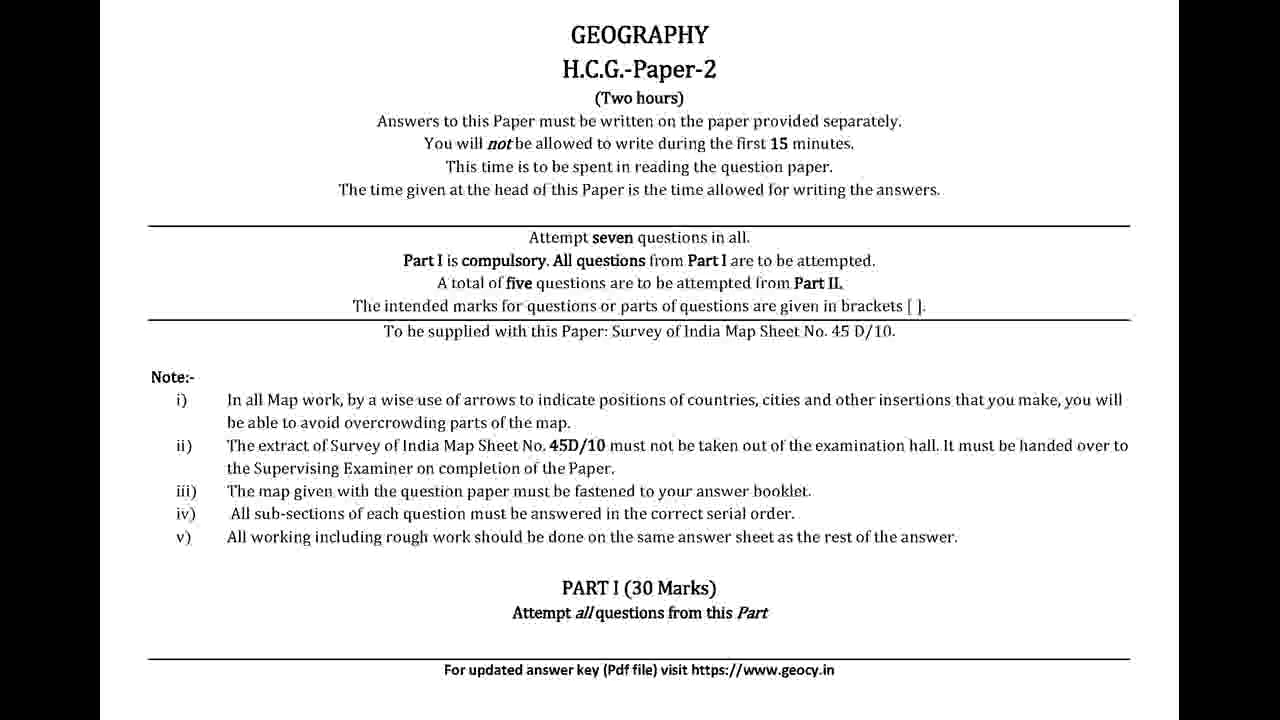 GEOGRAPHY
H.C.G.-Paper-2
(Two hours)
Answers to this Paper must be written on the paper provided separately.
You will not be allowed to write during the first 15 minutes.
This time is to be spent in reading the question paper.
The time given at the head of this Paper is the time allowed for writing the answers.
Attempt seven questions in all.
Part I is compulsory. All questions from Part I are to be attempted.
A total of five questions are to be attempted from Part II.
The intended marks for questions or parts of questions are given in brackets [ ].
To be supplied with this Paper: Survey of India Map Sheet No. 45 D/10.
Note:-
i) In all Map work, by a wise use of arrows to indicate positions of countries, cities and other insertions that you make, you will
be able to avoid overcrowding parts of the map.
ii) The extract of Survey of India Map Sheet No. 45D/10 must not be taken out of the examination hall. It must be handed over to
the Supervising Examiner on completion of the Paper.
iii) The map given with the question paper must be fastened to your answer booklet.
iv) All sub-sections of each question must be answered in the correct serial order.
v) All working including rough work should be done on the same answer sheet as the rest of the answer.
PART I (30 Marks)
Attempt all questions from this Part
For updated answer key (Pdf file) visit https://www.geocy.in